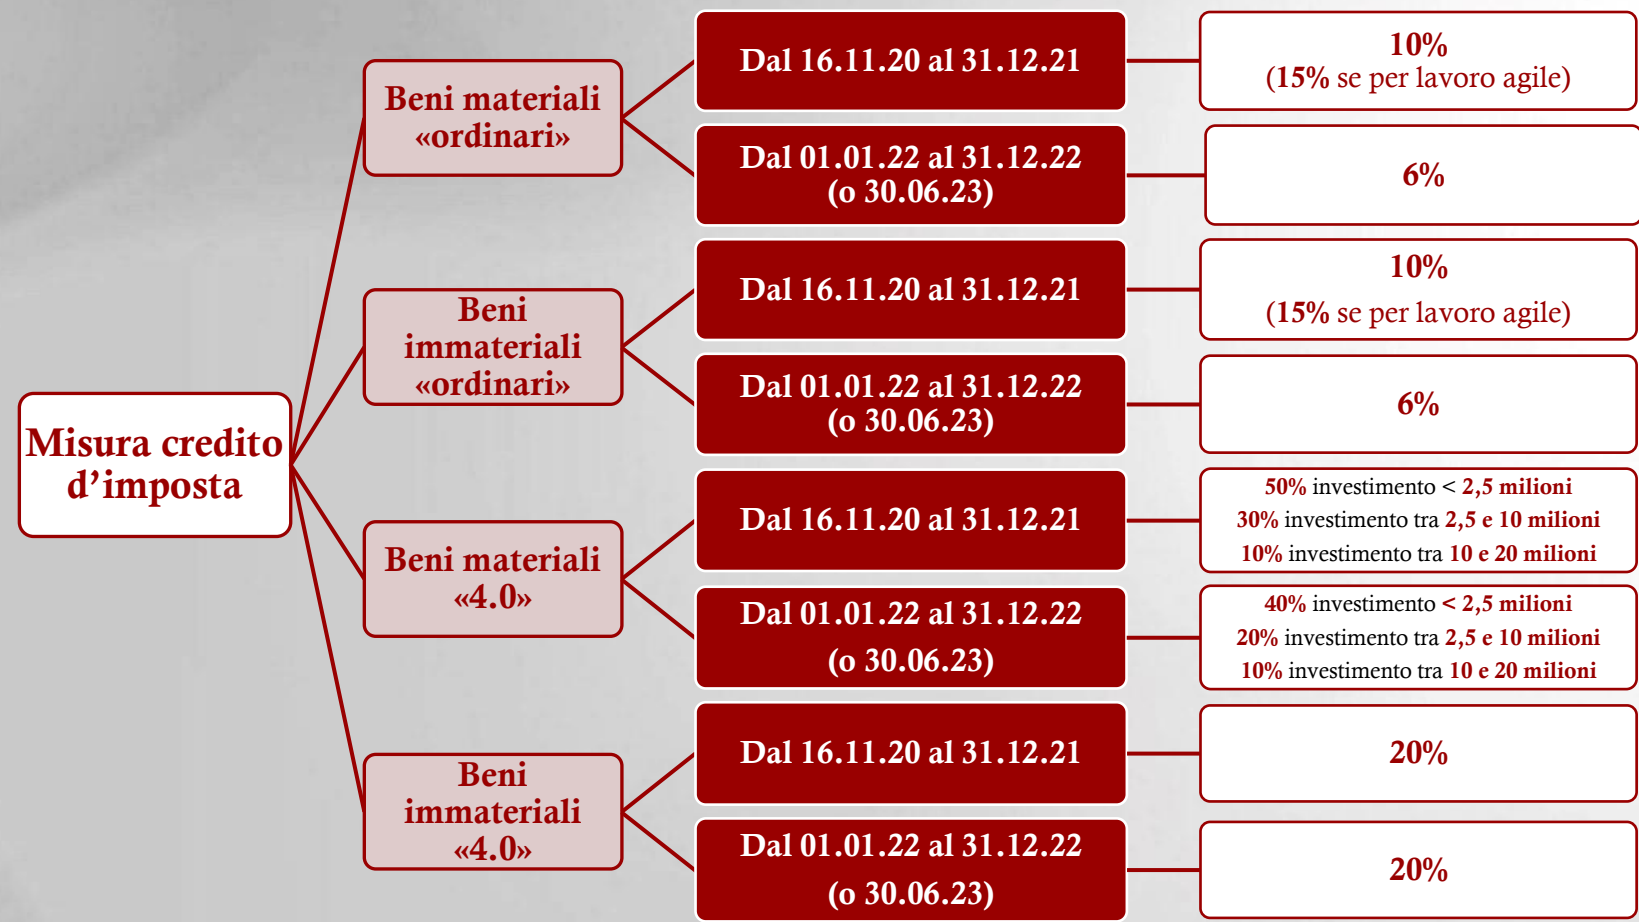 Misura credito
d’imposta
Beni materiali
«ordinari»
Dal 16.11.20 al 31.12.21
10%
(15% se per lavoro agile)
Dal 01.01.22 al 31.12.22
(o 30.06.23)
6%
Beni
immateriali
«ordinari»
Dal 16.11.20 al 31.12.21
10%
(15% se per lavoro agile)
Dal 01.01.22 al 31.12.22
(o 30.06.23)
6%
Beni materiali
«4.0»
Dal 16.11.20 al 31.12.21
50% investimento < 2,5 milioni
30% investimento tra 2,5 e 10 milioni
10% investimento tra 10 e 20 milioni
Dal 01.01.22 al 31.12.22
(o 30.06.23)
40% investimento < 2,5 milioni
20% investimento tra 2,5 e 10 milioni
10% investimento tra 10 e 20 milioni
Beni
immateriali
«4.0»
Dal 16.11.20 al 31.12.21
20%
Dal 01.01.22 al 31.12.22
(o 30.06.23)
20%